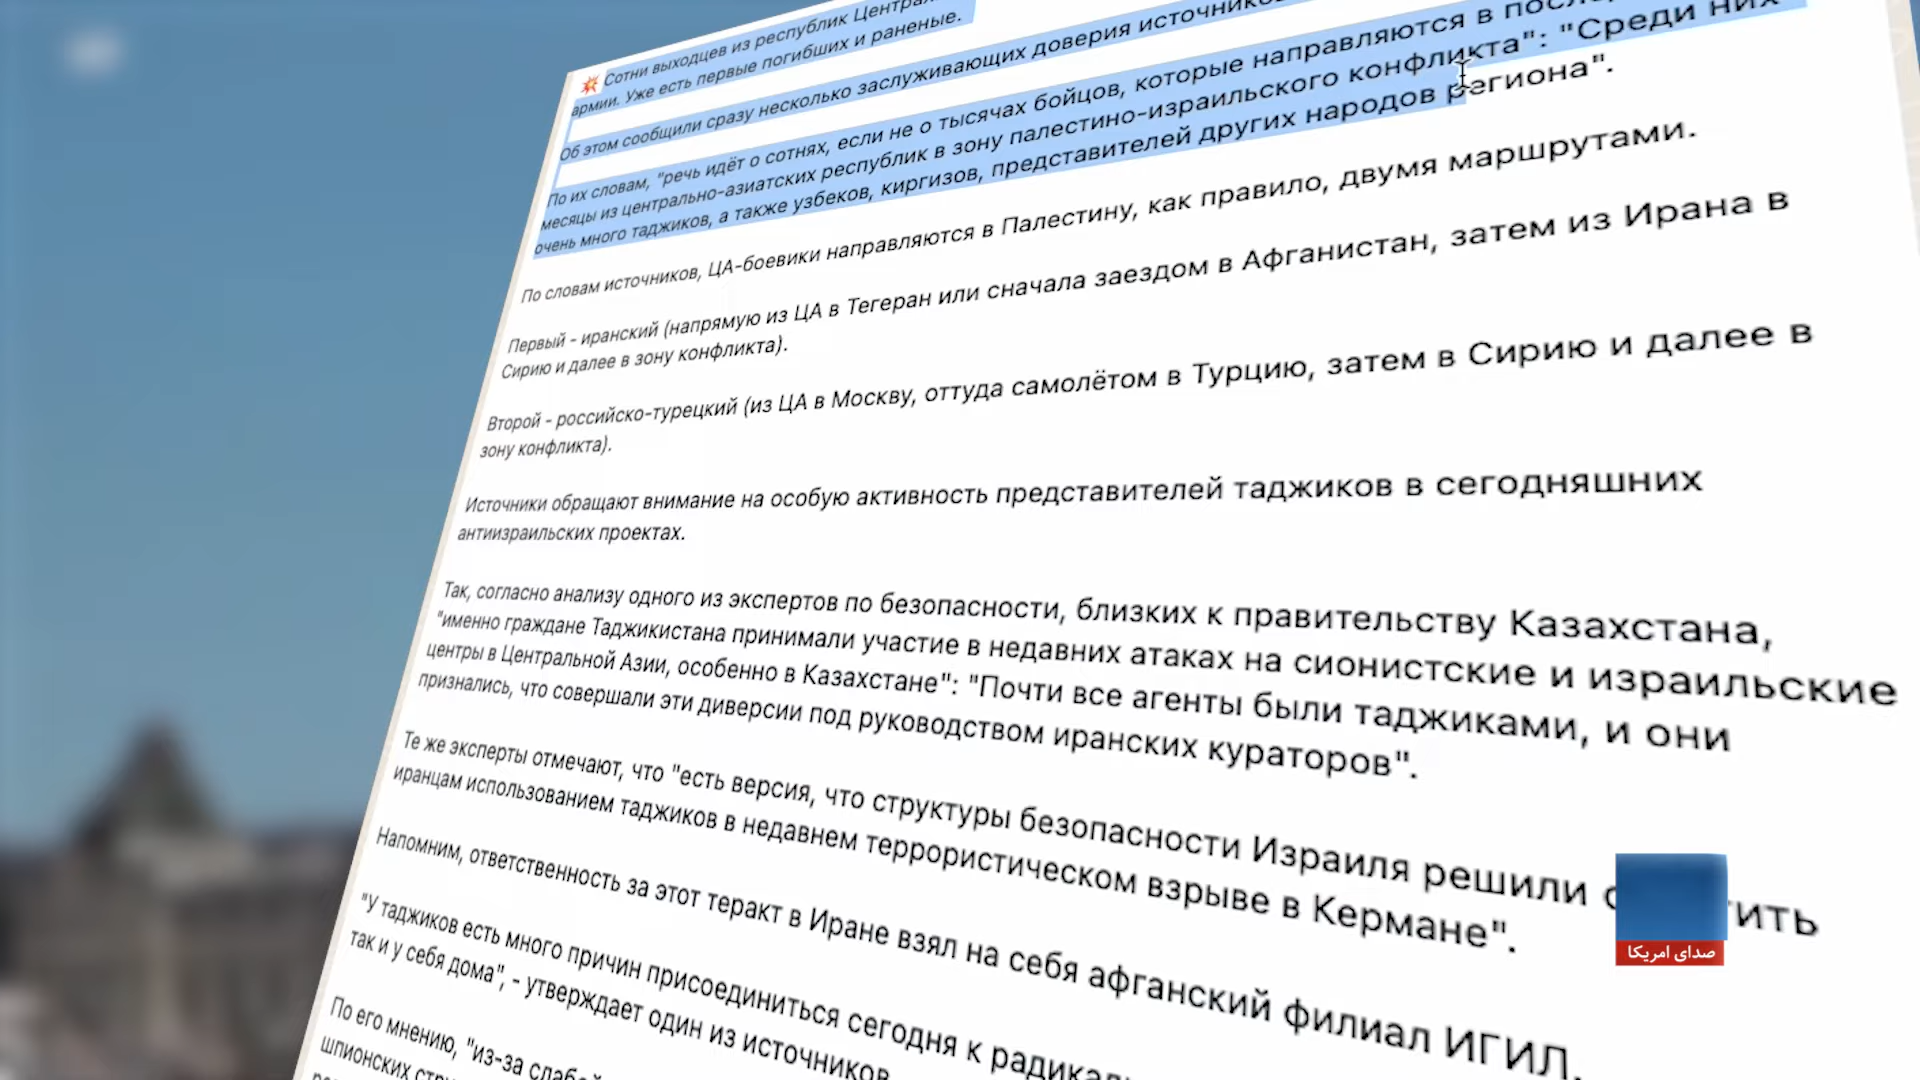 💥Сотни выходцев из республик
армии. Уже есть первые погибших и раненые.
Об этом сообщили сразу несколько заслуживающих доверия
По их словам, "речь идёт о сотнях, если не о тысячах бойцов, которые направляются в
месяцы из центрально-азиатских республик в зону палестино-израильского конфликта": "Среди них
очень много таджиков, а также узбеков, киргизов, представителей других народов региона".
По словам источников, ЦА-боевики направляются в Палестину, как правило, двумя маршрутами.
Первый - иранский (напрямую из ЦА в Тегеран или сначала заездом в Афганистан, затем из Ирана в
Сирию и далее в зону конфликта).
Второй - российско-турецкий (из ЦА в Москву, оттуда самолётом в Турцию, затем в Сирию и далее в
зону конфликта).
Источники обращают внимание на особую активность представителей таджиков в сегодняшних
антиизраильских проектах.
Так, согласно анализу одного из экспертов по безопасности, близких к правительству Казахстана,
"именно граждане Таджикистана принимали участие в недавних атаках на сионистские и израильские
центры в Центральной Азии, особенно в Казахстане": "Почти все агенты были таджиками, и они
признались, что совершали эти диверсии под руководством иранских кураторов".
Те же эксперты отмечают, что "есть версия, что структуры безопасности Израиля решили
иранцам использованием таджиков в недавнем террористическом взрыве в Кермане".
Напомним, ответственность за этот теракт в Иране взял на себя афганский филиал ИГИЛ.
"У таджиков есть много причин присоединиться сегодня к
так и у себя дома", - утверждает один из источников
По его мнению, "из-за
шпионских
صدای امریکا